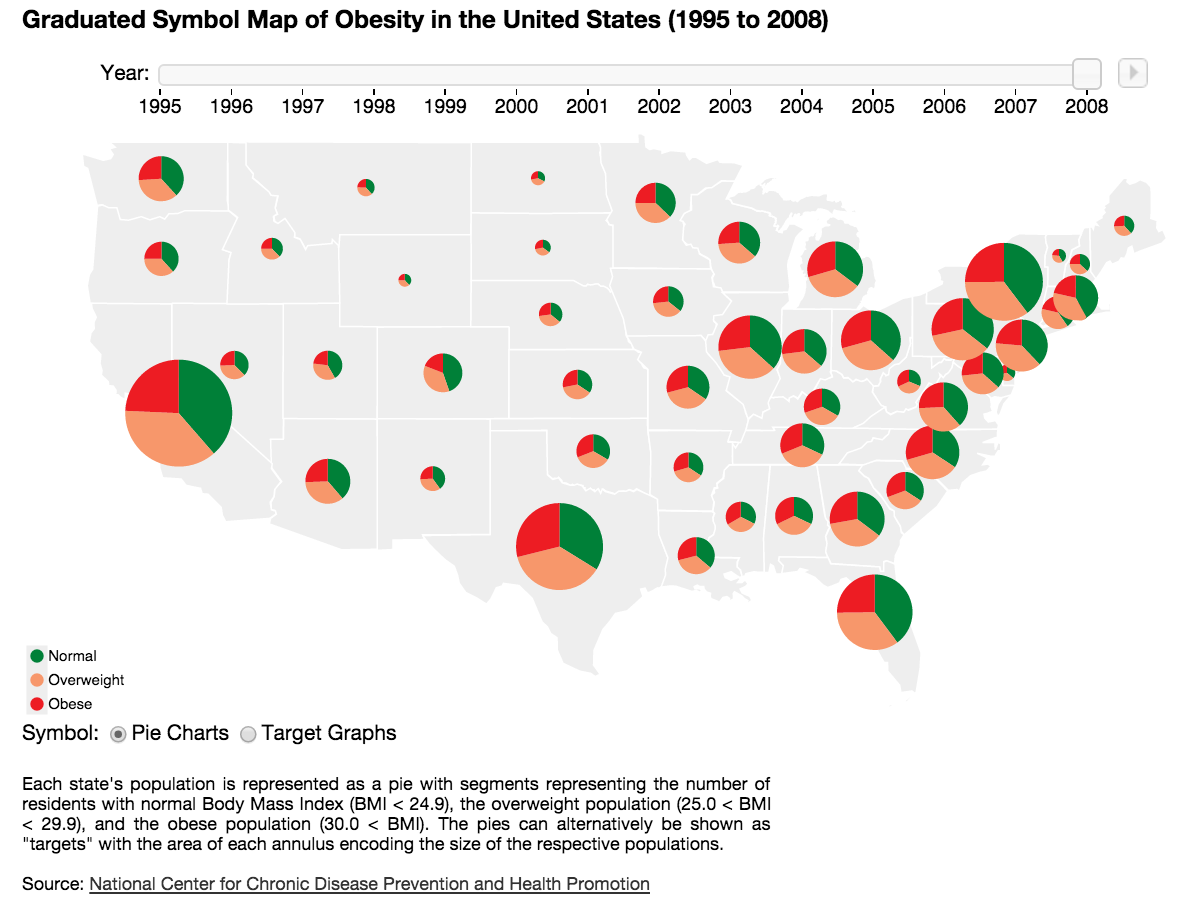 Graduated Symbol Map of Obesity in the United States (1995 to 2008)
Year:
1995 1996 1997 1998 1999 2000 2001 2002 2003 2004 2005 2006 2007 2008
Normal
Overweight
Obese
Symbol: Pie Charts Target Graphs
Each state's population is represented as a pie with segments representing the number of
residents with normal Body Mass Index (BMI < 24.9), the overweight population (25.0 < BMI
< 29.9), and the obese population (30.0 < BMI). The pies can alternatively be shown as
"targets" with the area of each annulus encoding the size of the respective populations.
Source: National Center for Chronic Disease Prevention and Health Promotion